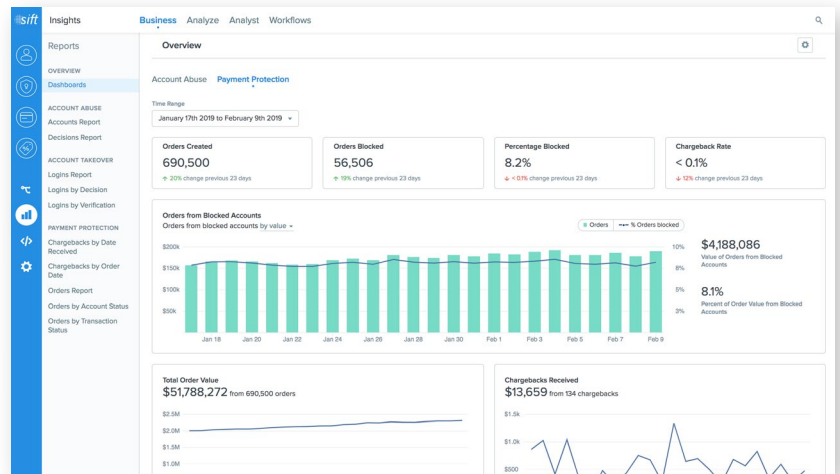 sift
Insights
Business Analyze Analyst Workflows
Reports
OVERVIEW
Dashboards
ACCOUNT ABUSE
Accounts Report
Decisions Report
ACCOUNT TAKEOVER
Logins Report
Logins by Decision
Logins by Verification
PAYMENT PROTECTION
Chargebacks by Date
Received
Chargebacks by Order
Date
Orders Report
Orders by Account Status
Orders by Transaction
Status
Overview
Account Abuse Payment Protection
Time Range
January 17th 2019 to February 9th 2019
Orders Created
690,500
↑ 20% change previous 23 days
Orders Blocked
56,506
↑ 19% change previous 23 days
Percentage Blocked
8.2%
↓ < 0.1% change previous 23 days
Chargeback Rate
< 0.1%
↓ 12% change previous 23 days
Orders from Blocked Accounts
Orders from blocked accounts by value
Orders % Orders blocked
$200k
$150k
$100k
$50k
10%
8%
5%
3%
Jan 18 Jan 20 Jan 22 Jan 24 Jan 26 Jan 28 Jan 30 Feb 1 Feb 3 Feb 5 Feb 7 Feb 9
$4,188,086
Value of Orders from Blocked
Accounts
8.1%
Percent of Order Value from Blocked
Accounts
Total Order Value
$51,788,272 from 690,500 orders
$2.5M
$2.0M
$1.5M
$1.0M
Chargebacks Received
$13,659 from 134 chargebacks
$1.5k
$1.0k
$500